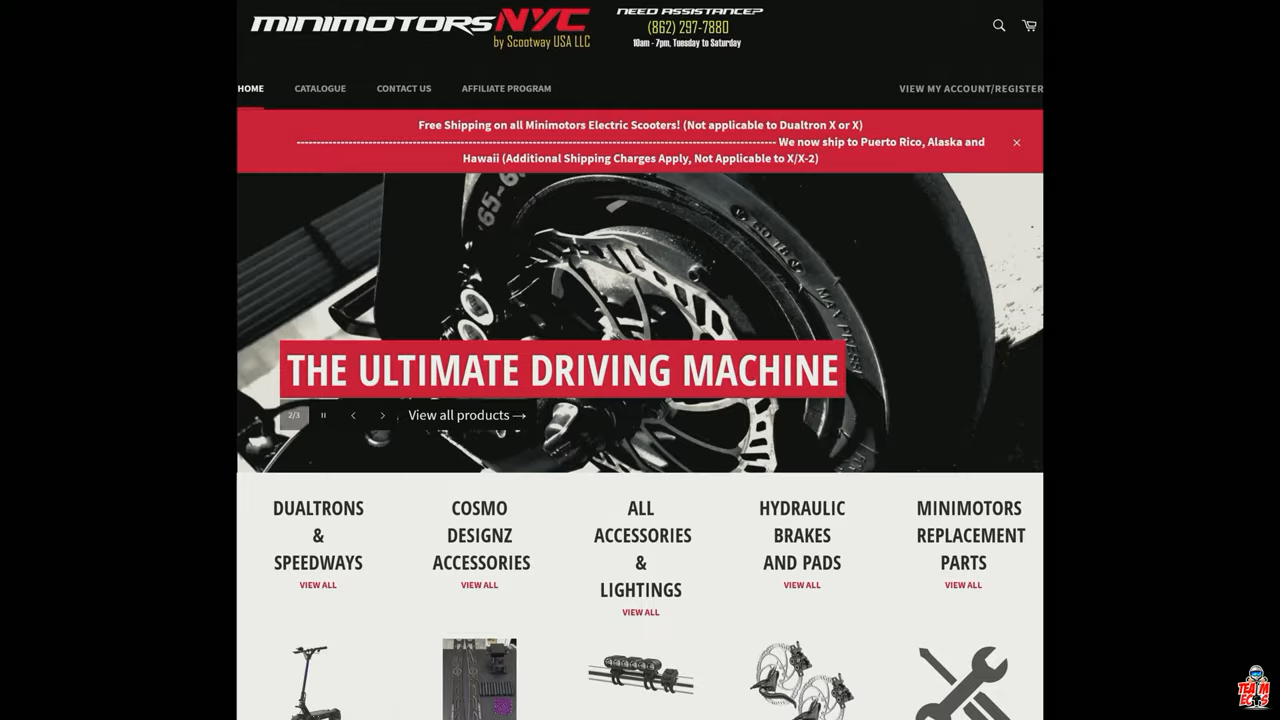 MINIMOTORSNYC
by Scootway USA LLC
NEED ASSISTANCE?
(862) 297-7880
10am - 7pm, Tuesday to Saturday
HOME
CATALOGUE
CONTACT US
AFFILIATE PROGRAM
VIEW MY ACCOUNT/REGISTER
Free Shipping on all Minimotors Electric Scooters! (Not applicable to Dualtron X or X)
---------------------------------------------------------------------------------------------------------------------- We now ship to Puerto Rico, Alaska and
Hawaii (Additional Shipping Charges Apply, Not Applicable to X/X-2)
MAX PRESS
THE ULTIMATE DRIVING MACHINE
2/3
View all products →
DUALTRONS
&
SPEEDWAYS
VIEW ALL
COSMO
DESIGNZ
ACCESSORIES
VIEW ALL
ALL
ACCESSORIES
&
LIGHTINGS
VIEW ALL
HYDRAULIC
BRAKES
AND PADS
VIEW ALL
MINIMOTORS
REPLACEMENT
PARTS
VIEW ALL